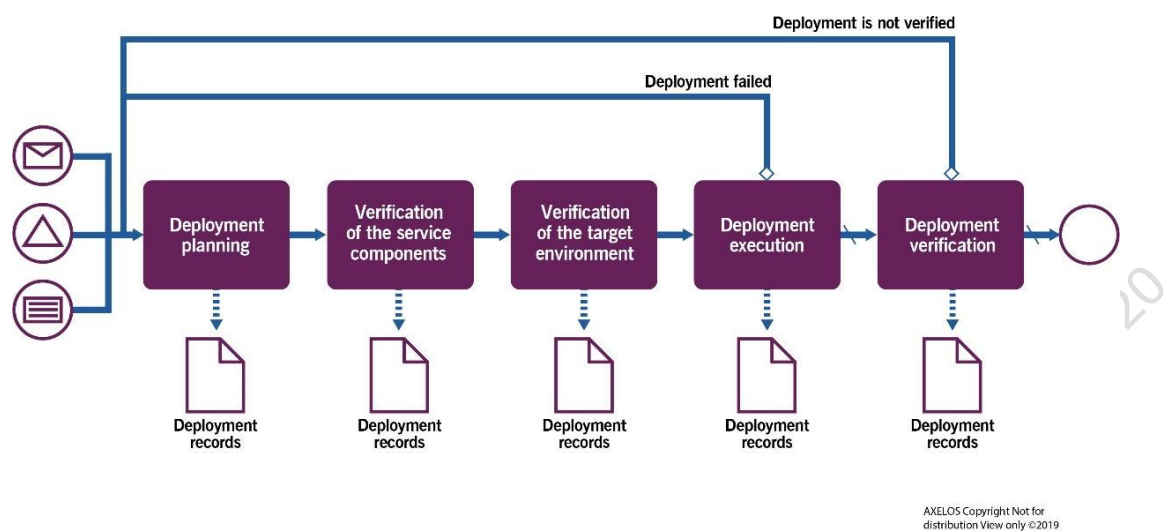 Deployment is not verified
Deployment failed
Deployment
planning
Verification
of the service
components
Verification
of the target
environment
Deployment
execution
Deployment
verification
20
Deployment
records
Deployment
records
Deployment
records
Deployment
records
Deployment
records
AXELOS Copyright Not for
distribution View only ©2019